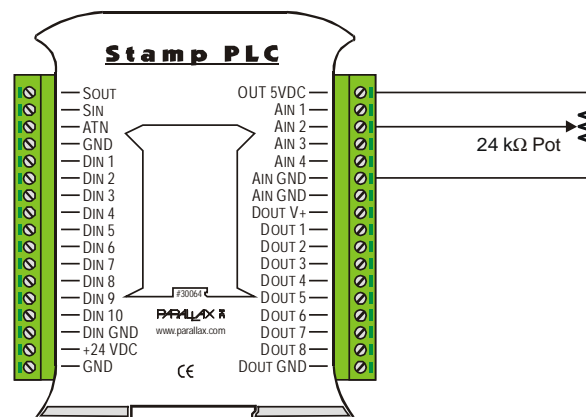 Stamp PLC
SOUT
SIN
ATN
GND
DIN 1
DIN 2
DIN 3
DIN 4
DIN 5
DIN 6
DIN 7
DIN 8
DIN 9
DIN 10
DIN GND
+24 VDC
GND
OUT 5VDC
AIN 1
AIN 2
AIN 3
AIN 4
AIN GND
AIN GND
DOUT V+
DOUT 1
DOUT 2
DOUT 3
DOUT 4
DOUT 5
DOUT 6
DOUT 7
DOUT 8
DOUT GND
24 kΩ Pot
#30064
PARALLAX
www.parallax.com
CE